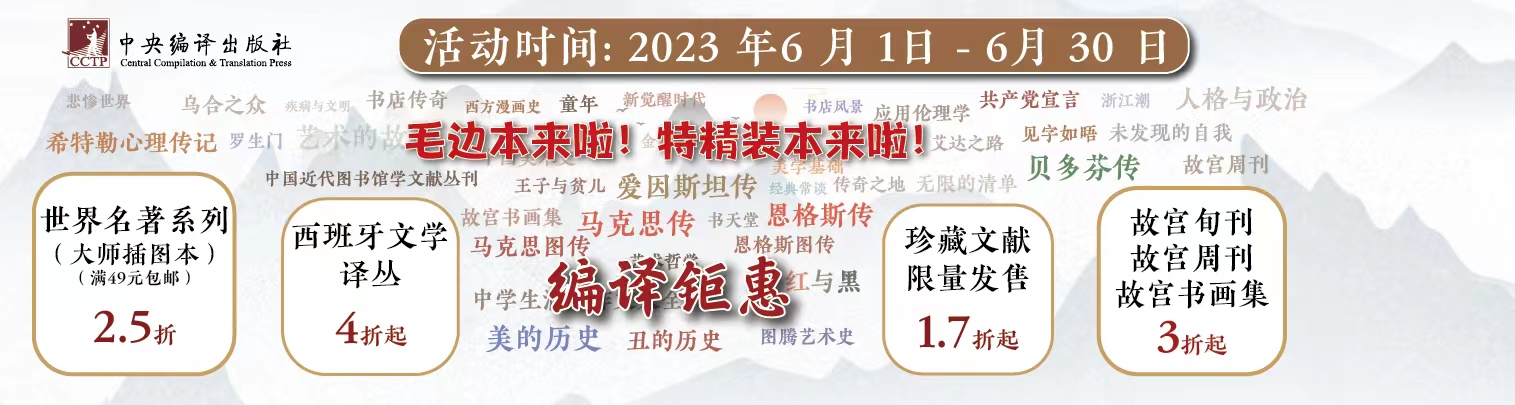 中央编译出版社
Central Compilation & Translation Press
CCTP
活动时间: 2023 年6 月 1日 - 6月 30 日
悲惨世界 乌合之众 疾病与文明 书店传奇 西方漫画史 童年 新觉醒时代 书店风景 应用伦理学 共产党宣言 浙江潮 人格与政治
希特勒心理传记 罗生门 艺术的故 艾达之路 见字如晤 未发现的自我
毛边本来啦！特精装本来啦！
美学基础 贝多芬传 故宫周刊
中国近代图书馆学文献丛刊 王子与贫儿 爱因斯坦传 经典常谈 传奇之地 无限的清单
故宫书画集 马克思传 书天堂 恩格斯传
马克思图传 恩格斯图传
艺术哲学
中学生 红与黑
编译钜惠
美的历史 丑的历史 图腾艺术史
世界名著系列
（大师插图本）
（满49元包邮）
2.5折
西班牙文学
译丛
4折起
珍藏文献
限量发售
1.7折起
故宫旬刊
故宫周刊
故宫书画集
3折起